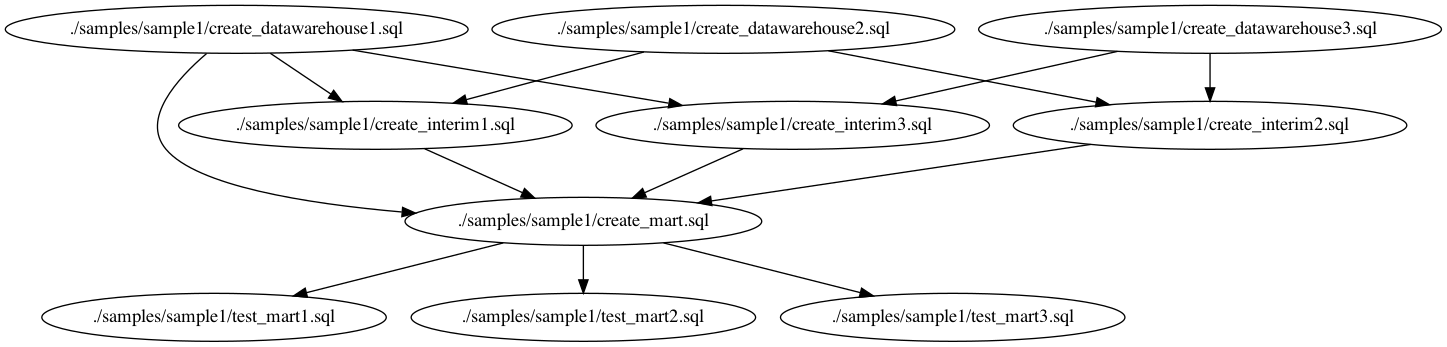 ./samples/sample1/create_datawarehouse1.sql
./samples/sample1/create_datawarehouse2.sql
./samples/sample1/create_datawarehouse3.sql
./samples/sample1/create_interim1.sql
./samples/sample1/create_interim3.sql
./samples/sample1/create_interim2.sql
./samples/sample1/create_mart.sql
./samples/sample1/test_mart1.sql
./samples/sample1/test_mart2.sql
./samples/sample1/test_mart3.sql